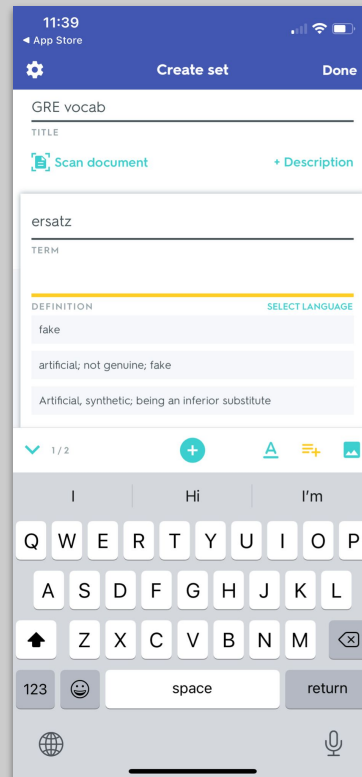 11:39
◀ App Store
Create set Done
GRE vocab
TITLE
Scan document + Description
ersatz
TERM
DEFINITION SELECT LANGUAGE
fake
artificial; not genuine; fake
Artificial, synthetic; being an inferior substitute
1/2 A
I Hi I'm
Q W E R T Y U I O P
A S D F G H J K L
Z X C V B N M
123 space return